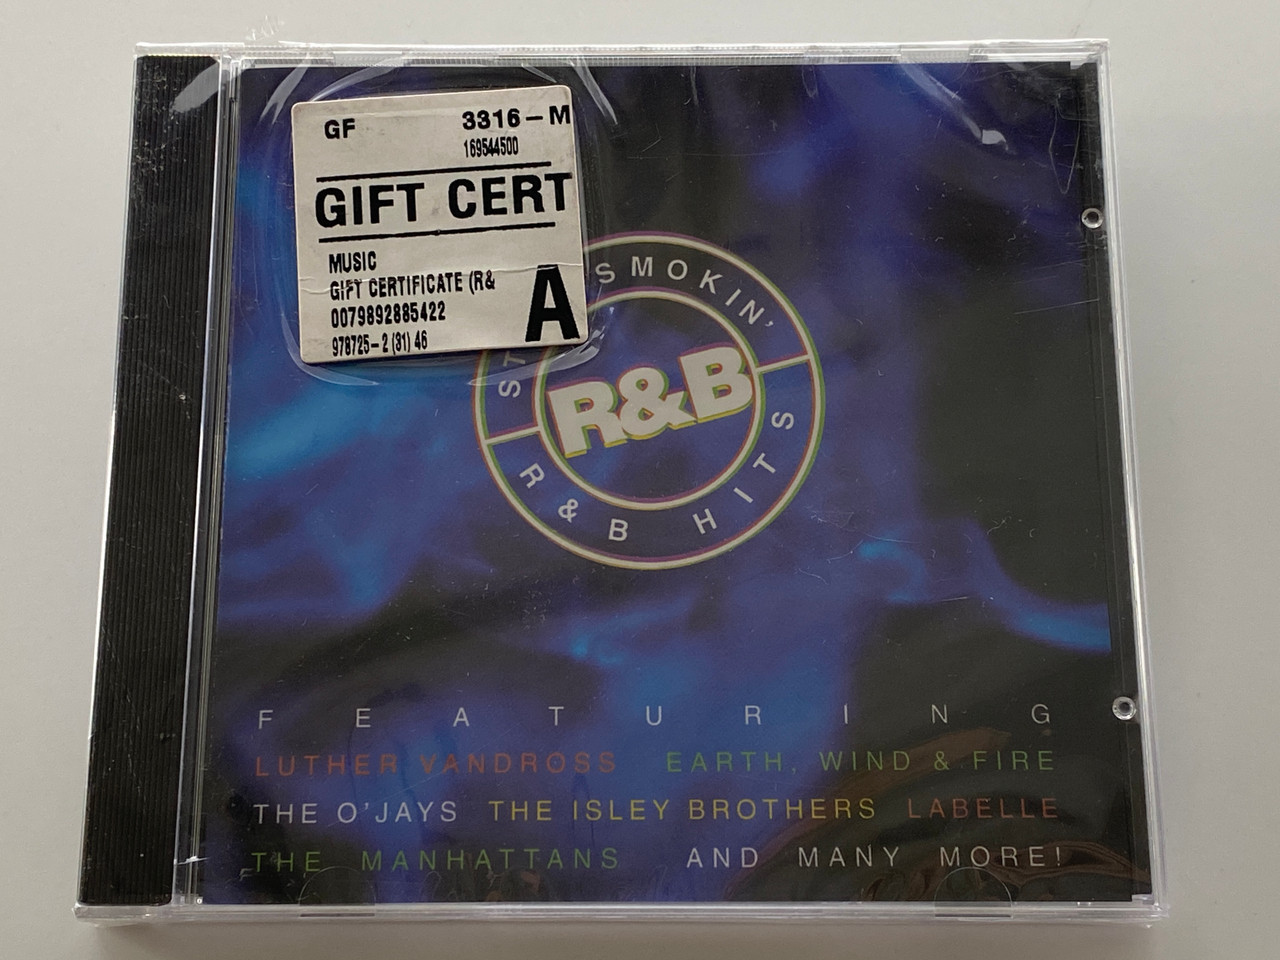 GF 3316-M
169544500
GIFT CERT
MUSIC
GIFT CERTIFICATE (R&
0079892885422
978725-2 (31) 46
A
SMOKIN'
R&B
R&B HITS
FEATURING
LUTHER VANDROSS EARTH, WIND & FIRE
THE O'JAYS THE ISLEY BROTHERS LABELLE
THE MANHATTANS AND MANY MORE!